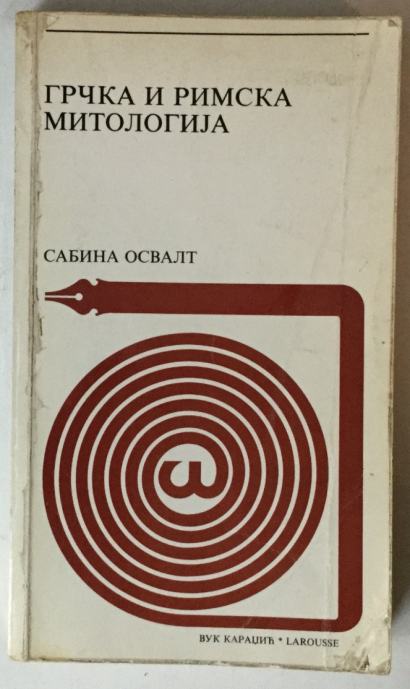 ГРЧКА И РИМСКА
МИТОЛОГИЈА
САБИНА ОСВАЛТ
ВУК КАРАЏИЋ * LAROUSSE